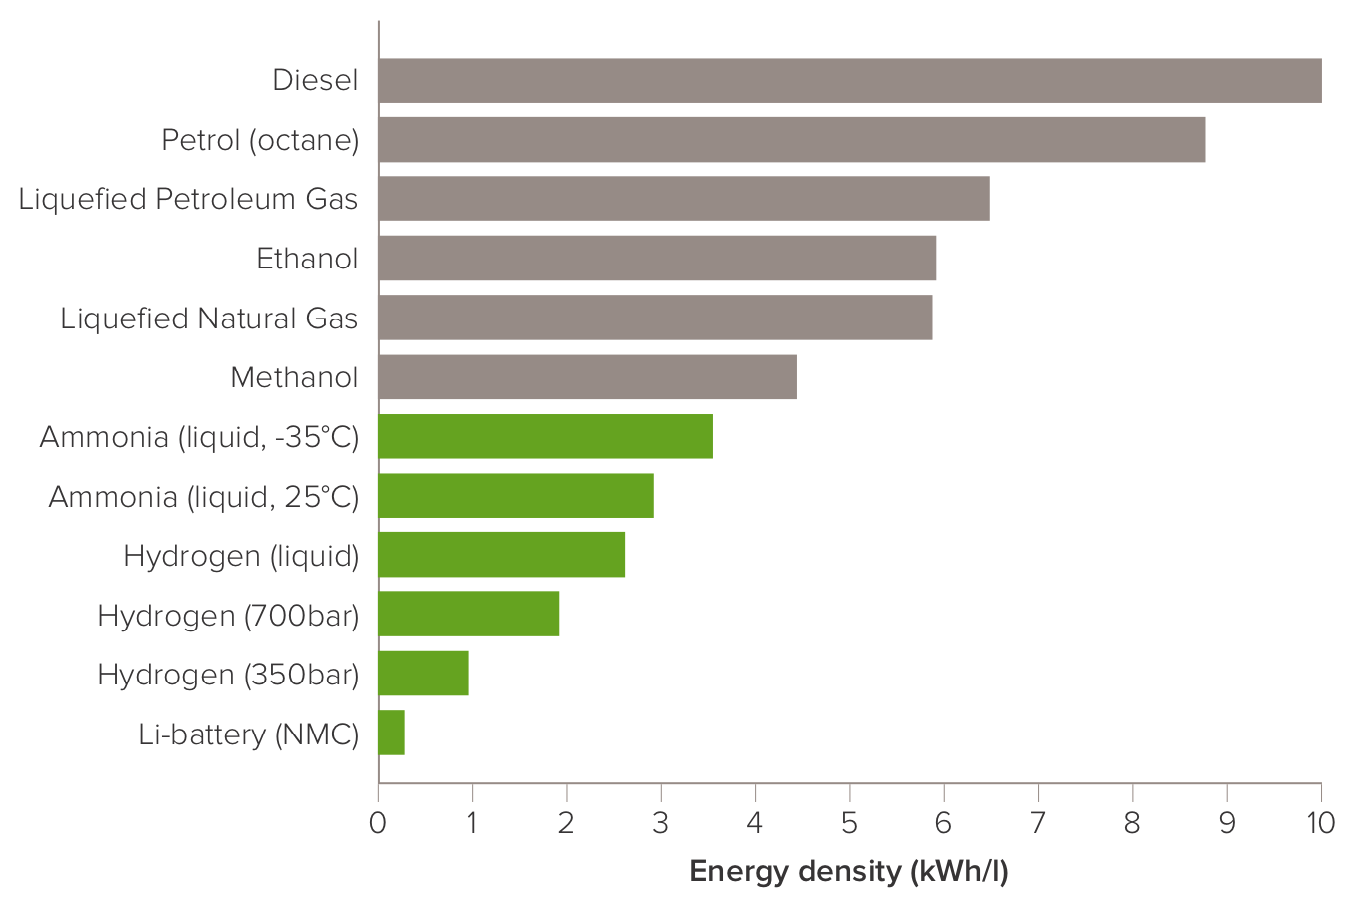 Diesel
Petrol (octane)
Liquefied Petroleum Gas
Ethanol
Liquefied Natural Gas
Methanol
Ammonia (liquid, -35°C)
Ammonia (liquid, 25°C)
Hydrogen (liquid)
Hydrogen (700bar)
Hydrogen (350bar)
Li-battery (NMC)
0 1 2 3 4 5 6 7 8 9 10
Energy density (kWh/l)